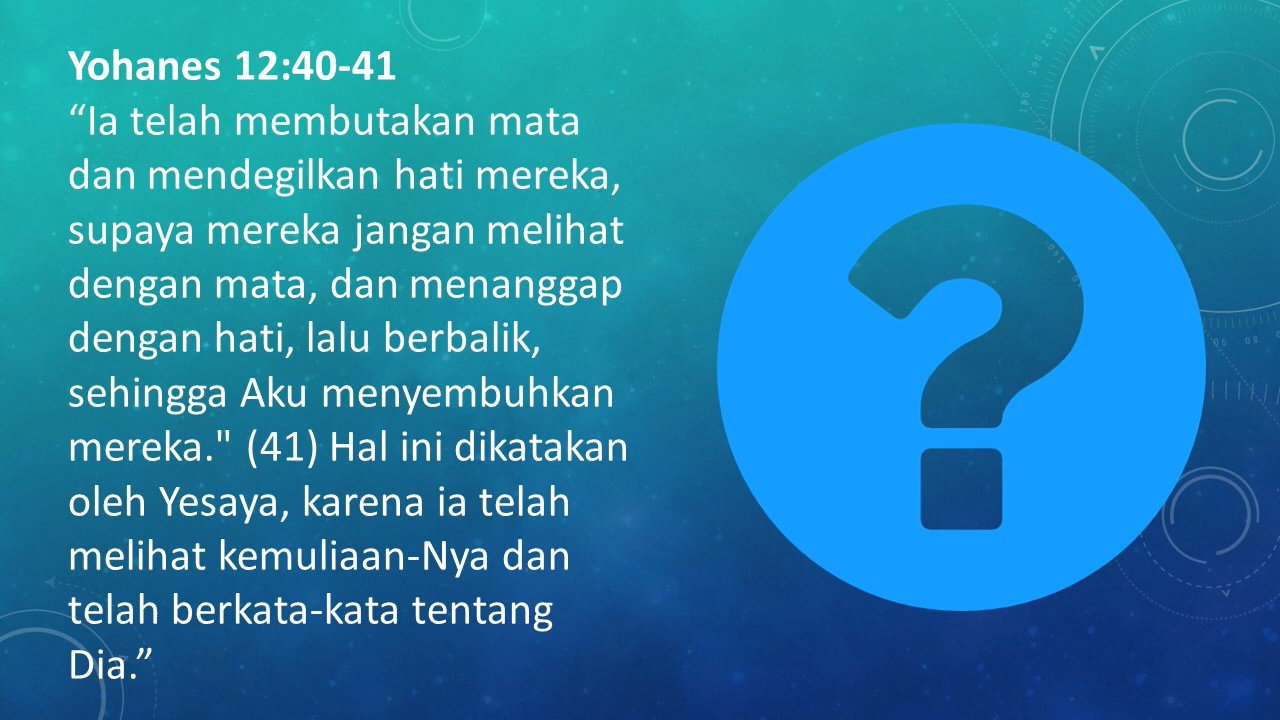 Yohanes 12:40-41
“Ia telah membutakan mata
dan mendegilkan hati mereka,
supaya mereka jangan melihat
dengan mata, dan menanggap
dengan hati, lalu berbalik,
sehingga Aku menyembuhkan
mereka." (41) Hal ini dikatakan
oleh Yesaya, karena ia telah
melihat kemuliaan-Nya dan
telah berkata-kata tentang
Dia.”
?